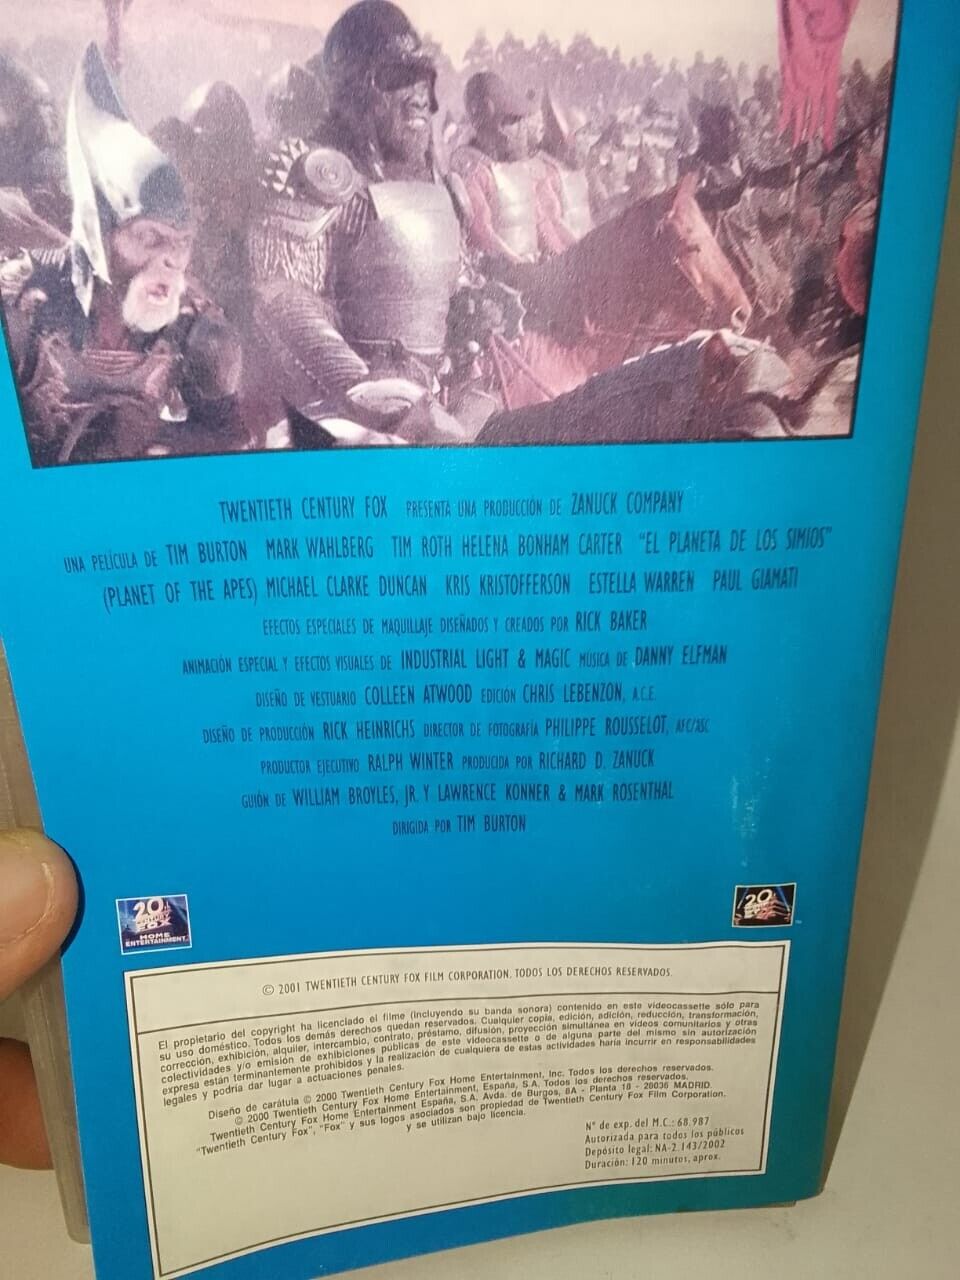 TWENTIETH CENTURY FOX PRESENTA UNA PRODUCCIÓN DE ZANUCK COMPANY
UNA PELÍCULA DE TIM BURTON MARK WAHLBERG TIM ROTH HELENA BONHAM CARTER "EL PLANETA DE LOS SIMIOS"
(PLANET OF THE APES) MICHAEL CLARKE DUNCAN KRIS KRISTOFFERSON ESTELLA WARREN PAUL GIAMATI
EFECTOS ESPECIALES DE MAQUILLAJE DISEÑADOS Y CREADOS POR RICK BAKER
ANIMACIÓN ESPECIAL Y EFECTOS VISUALES DE INDUSTRIAL LIGHT & MAGIC MÚSICA DE DANNY ELFMAN
DISEÑO DE VESTUARIO COLLEEN ATWOOD EDICIÓN CHRIS LEBENZON, A.C.E.
DISEÑO DE PRODUCCIÓN RICK HEINRICHS DIRECTOR DE FOTOGRAFÍA PHILIPPE ROUSSELOT, AFC/ASC
PRODUCTOR EJECUTIVO RALPH WINTER PRODUCIDA POR RICHARD D. ZANUCK
GUIÓN DE WILLIAM BROYLES, JR. Y LAWRENCE KONNER & MARK ROSENTHAL
DIRIGIDA POR TIM BURTON
20th CENTURY FOX HOME ENTERTAINMENT
20th CENTURY FOX
© 2001 TWENTIETH CENTURY FOX FILM CORPORATION. TODOS LOS DERECHOS RESERVADOS.
El propietario del copyright ha licenciado el filme (incluyendo su banda sonora) contenido en este videocassette sólo para
su uso doméstico. Todos los demás derechos quedan reservados. Cualquier copia, edición, adición, reducción, transformación,
corrección, exhibición, alquiler, intercambio, contrato, préstamo, difusión, proyección simultánea en vídeos comunitarios y otras
colectividades y/o emisión de exhibiciones públicas de este videocassette o de alguna parte del mismo sin autorización
expresa están terminantemente prohibidos y la realización de cualquiera de estas actividades haría incurrir en responsabilidades
legales y podría dar lugar a actuaciones penales.
Diseño de carátula © 2000 Twentieth Century Fox Home Entertainment, Inc. Todos los derechos reservados.
© 2000 Twentieth Century Fox Home Entertainment, España, S.A. Todos los derechos reservados.
Twentieth Century Fox Home Entertainment España, S.A. Avda. de Burgos, 8A - Planta 18 - 28036 MADRID.
"Twentieth Century Fox", "Fox" y sus logos asociados son propiedad de Twentieth Century Fox Film Corporation.
y se utilizan bajo licencia.
Nº de exp. del M.C.: 68.987
Autorizada para todos los públicos
Depósito legal: NA-2.143/2002
Duración: 120 minutos, aprox.